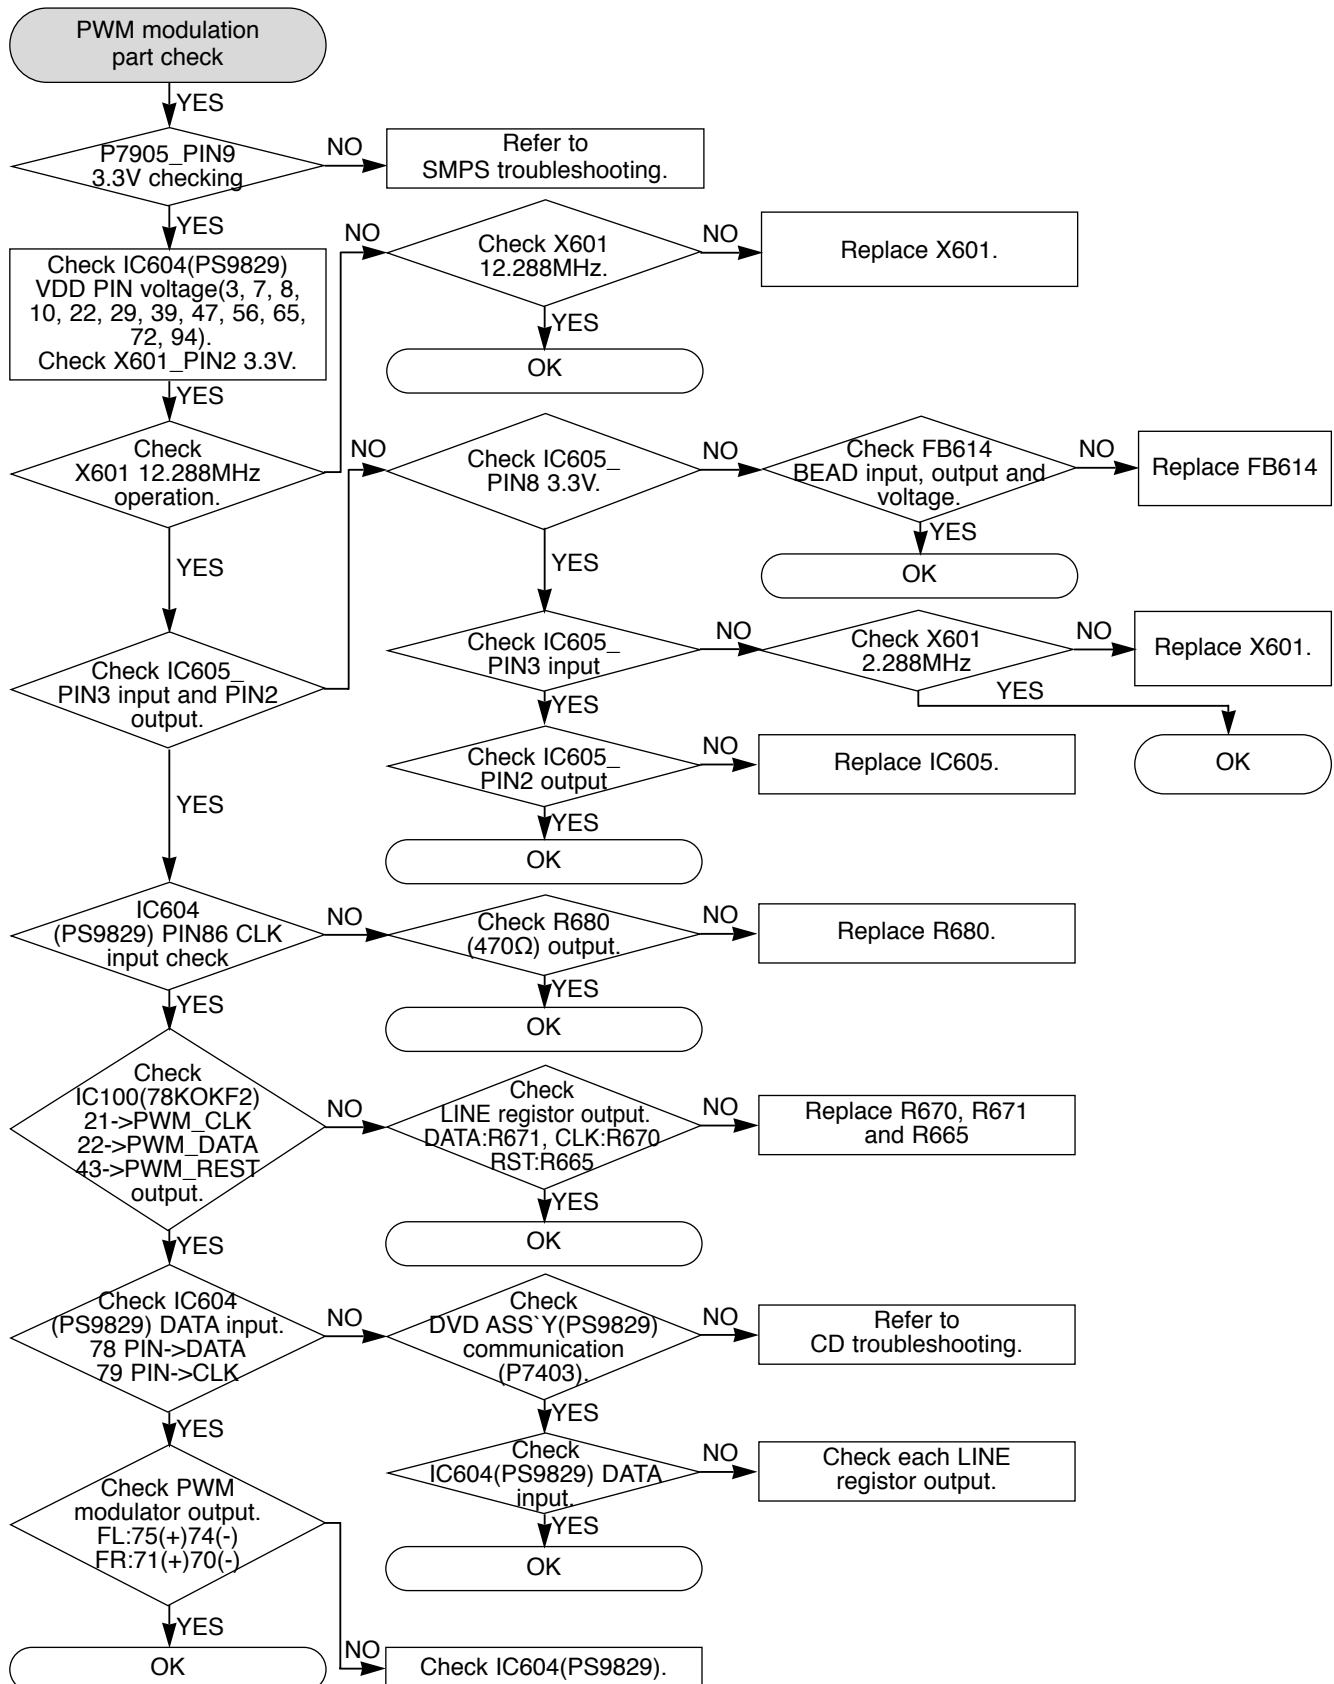 PWM modulation
part check
YES
P7905_PIN9
3.3V checking
NO
Refer to
SMPS troubleshooting.
YES
Check IC604(PS9829)
VDD PIN voltage(3, 7, 8,
10, 22, 29, 39, 47, 56, 65,
72, 94).
Check X601_PIN2 3.3V.
NO
Check X601
12.288MHz.
NO
Replace X601.
YES
OK
YES
Check
X601 12.288MHz
operation.
NO
Check IC605_
PIN8 3.3V.
NO
Check FB614
BEAD input, output and
voltage.
NO
Replace FB614
YES
OK
YES
YES
Check IC605_
PIN3 input and PIN2
output.
Check IC605_
PIN3 input
NO
Check X601
2.288MHz
NO
Replace X601.
YES
OK
YES
Check IC605_
PIN2 output
NO
Replace IC605.
YES
OK
YES
IC604
(PS9829) PIN86 CLK
input check
NO
Check R680
(470Ω) output.
NO
Replace R680.
YES
OK
YES
Check
IC100(78KOKF2)
21->PWM_CLK
22->PWM_DATA
43->PWM_REST
output.
NO
Check
LINE registor output.
DATA:R671, CLK:R670
RST:R665
NO
Replace R670, R671
and R665
YES
OK
YES
Check IC604
(PS9829) DATA input.
78 PIN->DATA
79 PIN->CLK
NO
Check
DVD ASS`Y(PS9829)
communication
(P7403).
NO
Refer to
CD troubleshooting.
YES
Check
IC604(PS9829) DATA
input.
NO
Check each LINE
registor output.
YES
OK
YES
Check PWM
modulator output.
FL:75(+)74(-)
FR:71(+)70(-)
YES
OK
NO
Check IC604(PS9829).